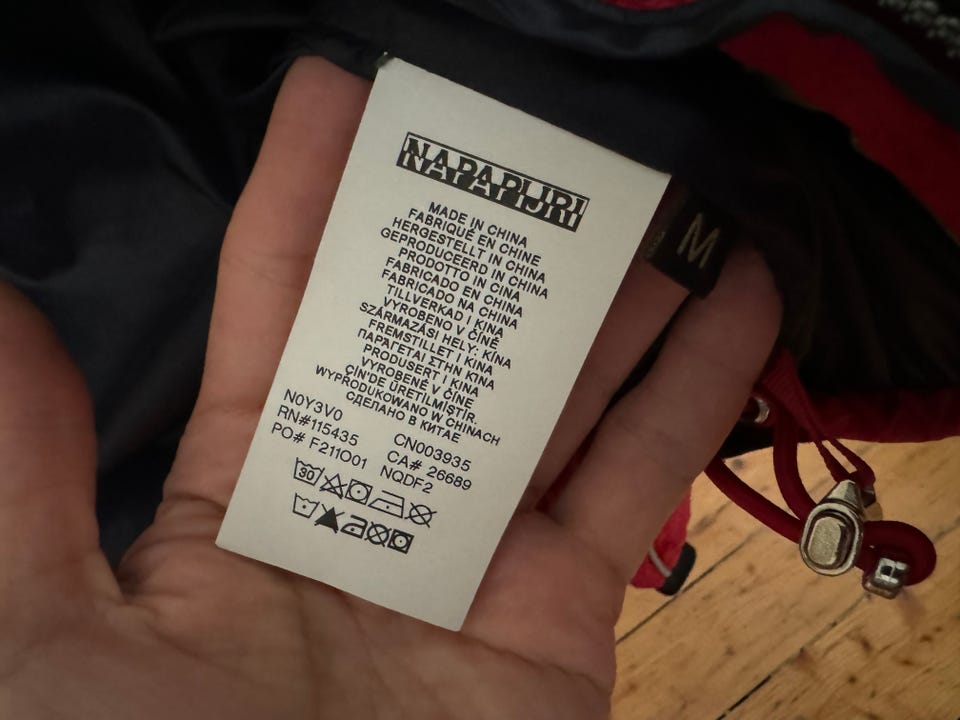 NAPAPIJRI
MADE IN CHINA
FABRIQUÉ EN CHINE
HERGESTELLT IN CHINA
GEPRODUCEERD IN CHINA
PRODOTTO IN CINA
FABRICADO EN CHINA
FABRICADO NA CHINA
TILLVERKAD I KINA
VYROBENO V ČÍNĚ
SZÁRMAZÁSI HELY: KÍNA
FREMSTILLET I KINA
ΠΑΡΑΓΕΤΑΙ ΣΤΗΝ ΚΙΝΑ
PRODUSERT I KINA
VYROBENÉ V ČÍNE
ÇİN'DE ÜRETİLMİŞTİR.
WYPRODUKOWANO W CHINACH
СДЕЛАНО В КИТАЕ
N0Y3V0
RN#115435 CN003935
PO# F211O01 CA# 26689
NQDF2
30
M